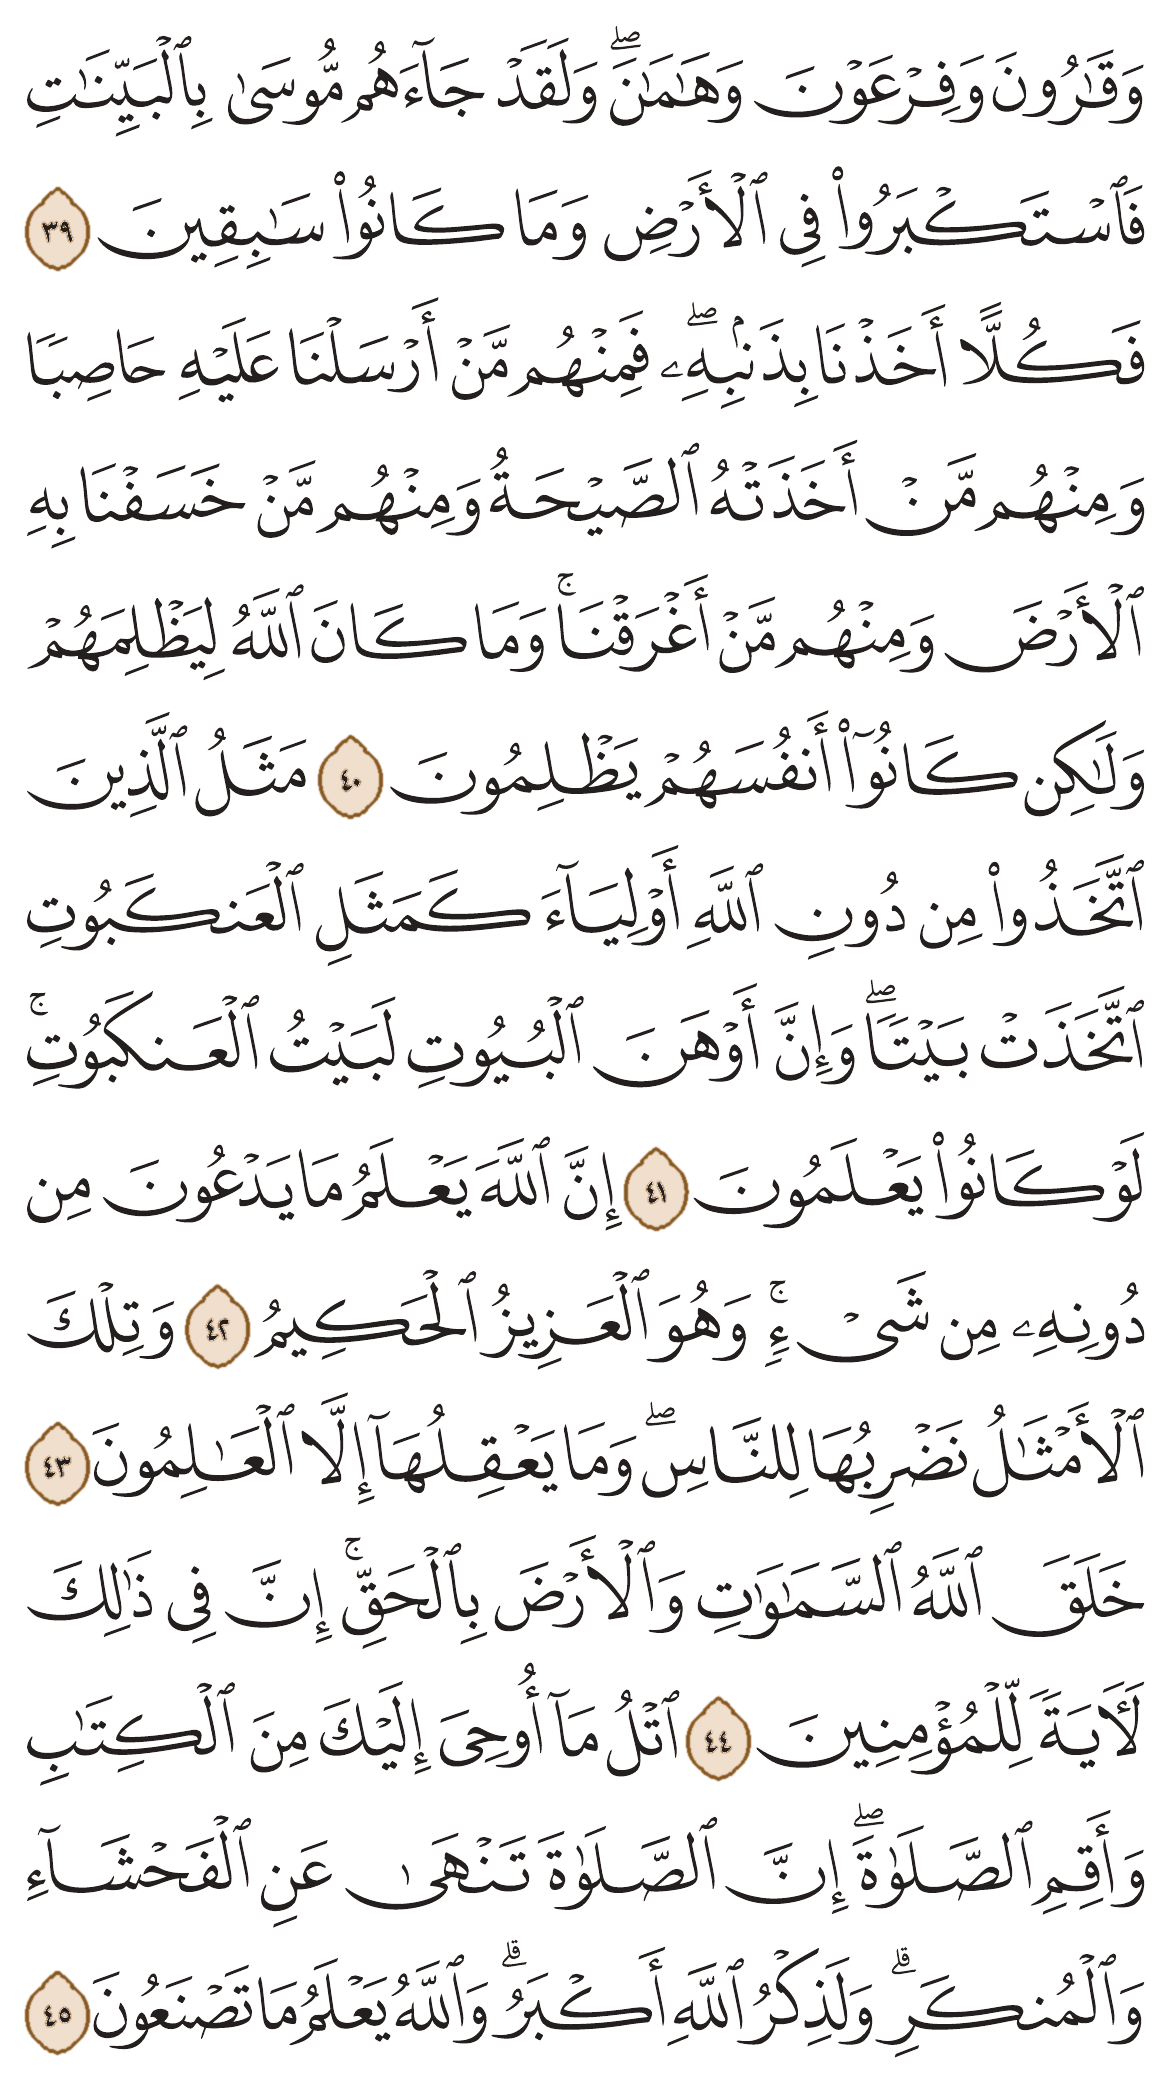 وَقَـٰرُونَ وَفِرْعَوْنَ وَهَـٰمَـٰنَ ۖ وَلَقَدْ جَآءَهُم مُّوسَىٰ بِٱلْبَيِّنَـٰتِ
فَٱسْتَكْبَرُوا۟ فِى ٱلْأَرْضِ وَمَا كَانُوا۟ سَـٰبِقِينَ ٣٩
فَكُلًّا أَخَذْنَا بِذَنۢبِهِۦ ۖ فَمِنْهُم مَّنْ أَرْسَلْنَا عَلَيْهِ حَاصِبًا
وَمِنْهُم مَّنْ أَخَذَتْهُ ٱلصَّيْحَةُ وَمِنْهُم مَّنْ خَسَفْنَا بِهِ
ٱلْأَرْضَ وَمِنْهُم مَّنْ أَغْرَقْنَا ۚ وَمَا كَانَ ٱللَّهُ لِيَظْلِمَهُمْ
وَلَـٰكِن كَانُوٓا۟ أَنفُسَهُمْ يَظْلِمُونَ ٤٠ مَثَلُ ٱلَّذِينَ
ٱتَّخَذُوا۟ مِن دُونِ ٱللَّهِ أَوْلِيَآءَ كَمَثَلِ ٱلْعَنكَبُوتِ
ٱتَّخَذَتْ بَيْتًا ۖ وَإِنَّ أَوْهَنَ ٱلْبُيُوتِ لَبَيْتُ ٱلْعَنكَبُوتِ ۚ
لَوْ كَانُوا۟ يَعْلَمُونَ ٤١ إِنَّ ٱللَّهَ يَعْلَمُ مَا يَدْعُونَ مِن
دُونِهِۦ مِن شَىْءٍ ۚ وَهُوَ ٱلْعَزِيزُ ٱلْحَكِيمُ ٤٢ وَتِلْكَ
ٱلْأَمْثَـٰلُ نَضْرِبُهَا لِلنَّاسِ ۖ وَمَا يَعْقِلُهَآ إِلَّا ٱلْعَـٰلِمُونَ ٤٣
خَلَقَ ٱللَّهُ ٱلسَّمَـٰوَٰتِ وَٱلْأَرْضَ بِٱلْحَقِّ ۚ إِنَّ فِى ذَٰلِكَ
لَـَٔايَةً لِّلْمُؤْمِنِينَ ٤٤ ٱتْلُ مَآ أُوحِىَ إِلَيْكَ مِنَ ٱلْكِتَـٰبِ
وَأَقِمِ ٱلصَّلَوٰةَ ۖ إِنَّ ٱلصَّلَوٰةَ تَنْهَىٰ عَنِ ٱلْفَحْشَآءِ
وَٱلْمُنكَرِ ۗ وَلَذِكْرُ ٱللَّهِ أَكْبَرُ ۗ وَٱللَّهُ يَعْلَمُ مَا تَصْنَعُونَ ٤٥